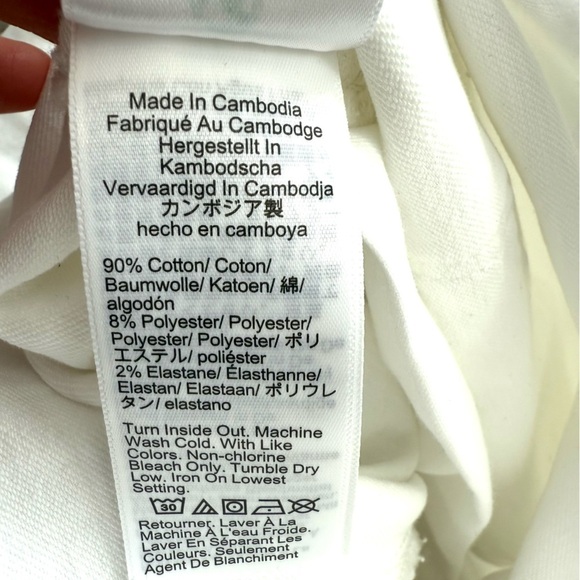 Made In Cambodia
Fabriqué Au Cambodge
Hergestellt In
Kambodscha
Vervaardigd In Cambodja
カンボジア製
hecho en camboya
90% Cotton/ Coton/
Baumwolle/ Katoen/ 綿/
algodón
8% Polyester/ Polyester/
Polyester/ Polyester/ ポリ
エステル/ poliéster
2% Elastane/ Élasthanne/
Elastan/ Elastaan/ ポリウレ
タン/ elastano
Turn Inside Out. Machine
Wash Cold. With Like
Colors. Non-chlorine
Bleach Only. Tumble Dry
Low. Iron On Lowest
Setting.
30
Retourner. Laver À La
Machine À L'eau Froide.
Laver En Séparant Les
Couleurs. Seulement
Agent De Blanchiment